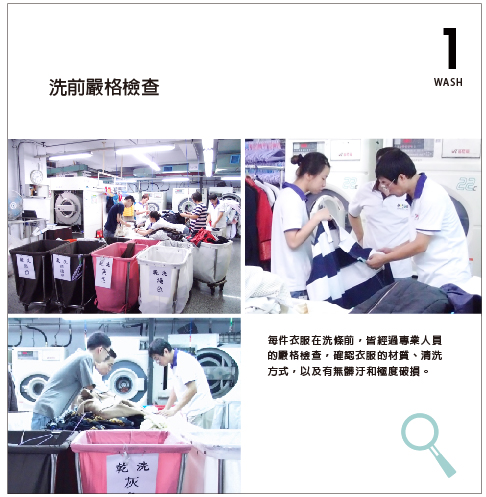 1
WASH
洗前嚴格檢查
乾洗
灰色
每件衣服在洗滌前，皆經過專業人員
的嚴格檢查，確認衣服的材質、清洗
方式，以及有無髒汙和極度破損。